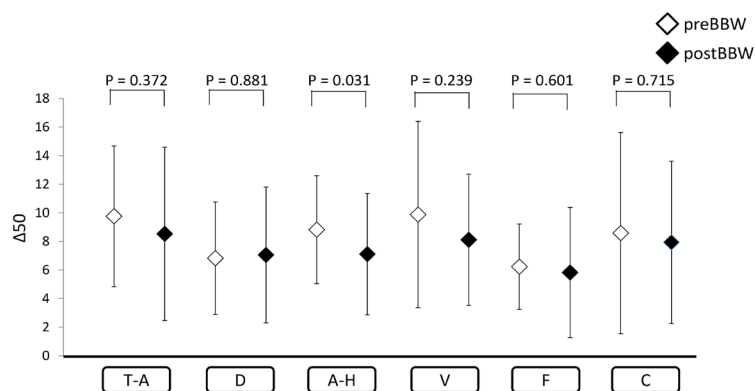 preBBW
postBBW
P = 0.372 P = 0.881 P = 0.031 P = 0.239 P = 0.601 P = 0.715
18
16
14
12
10
8
6
4
2
0
Δ50
T-A D A-H V F C